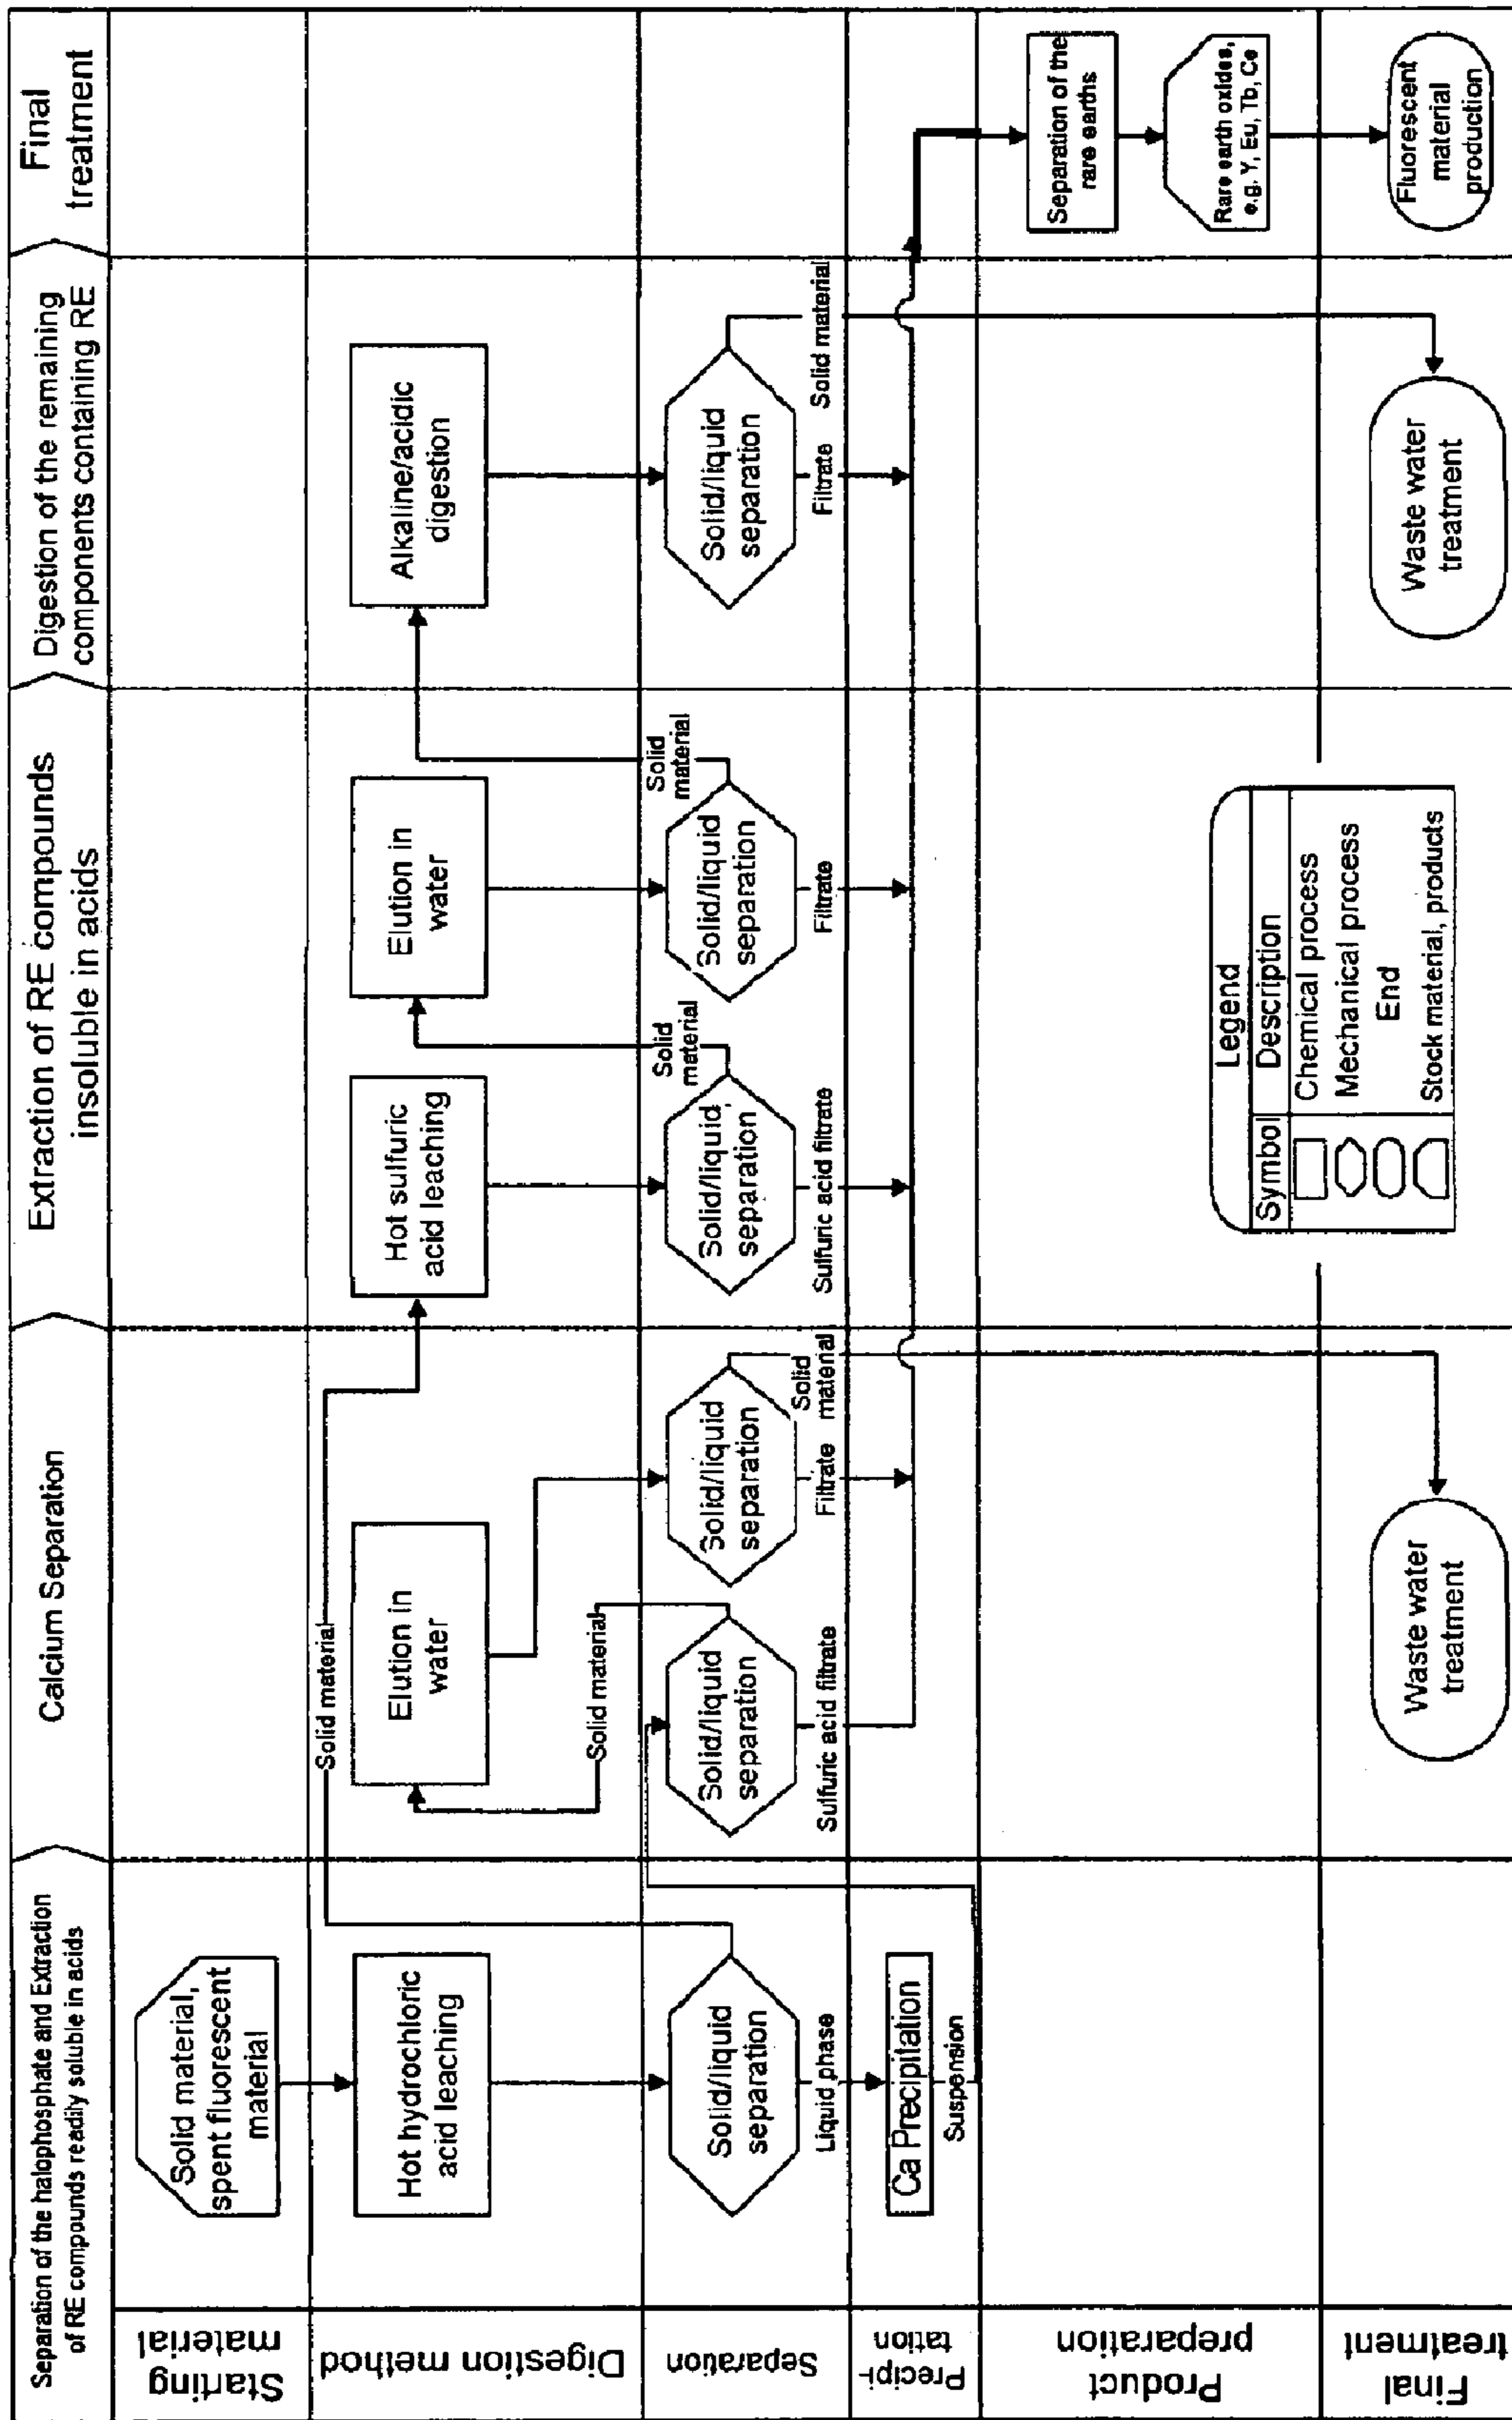 Separation of the halophosphate and Extraction
of RE compounds readily soluble in acids
Calcium Separation
Extraction of RE compounds
insoluble in acids
Digestion of the remaining
components containing RE
Final
treatment
Starting
material
Solid material,
spent fluorescent
material
Digestion method
Hot hydrochloric
acid leaching
Solid material
Elution in
water
Solid material
Hot sulfuric
acid leaching
Elution in
water
Alkaline/acidic
digestion
Separation
Solid/liquid
separation
Liquid phase
Solid/liquid
separation
Sulfuric acid filtrate
Solid/liquid
separation
Filtrate
Solid
material
Solid/liquid
separation
Sulfuric acid filtrate
Solid
material
Solid/liquid
separation
Filtrate
Solid
material
Solid/liquid
separation
Filtrate
Solid material
Precipi-
tation
Ca Precipitation
Suspension
Product
preparation
Separation of the
rare earths
Rare earth oxides,
e.g. Y, Eu, Tb, Ce
Legend
Symbol Description
Chemical process
Mechanical process
End
Stock material, products
Final
treatment
Waste water
treatment
Waste water
treatment
Fluorescent
material
production